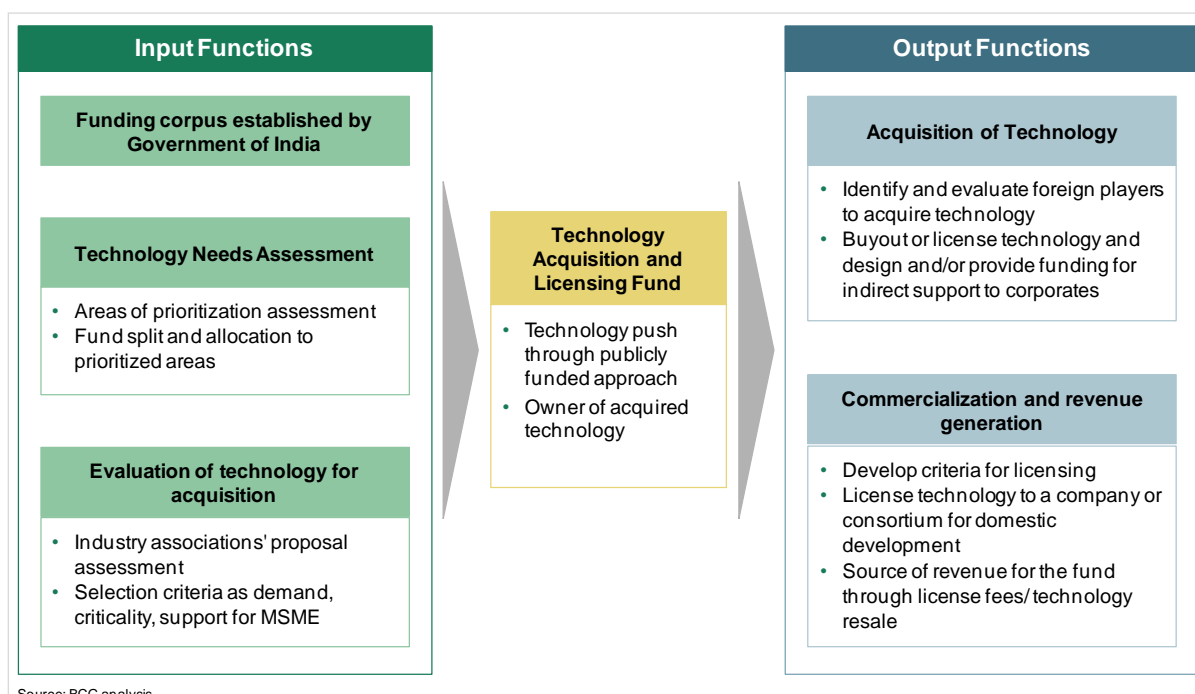 Input Functions
Funding corpus established by
Government of India
Technology Needs Assessment
• Areas of prioritization assessment
• Fund split and allocation to
prioritized areas
Evaluation of technology for
acquisition
• Industry associations' proposal
assessment
• Selection criteria as demand,
criticality, support for MSME
Technology
Acquisition and
Licensing Fund
• Technology push
through publicly
funded approach
• Owner of acquired
technology
Output Functions
Acquisition of Technology
• Identify and evaluate foreign players
to acquire technology
• Buyout or license technology and
design and/or provide funding for
indirect support to corporates
Commercialization and revenue
generation
• Develop criteria for licensing
• License technology to a company or
consortium for domestic
development
• Source of revenue for the fund
through license fees/ technology
resale
Source: BCG analysis